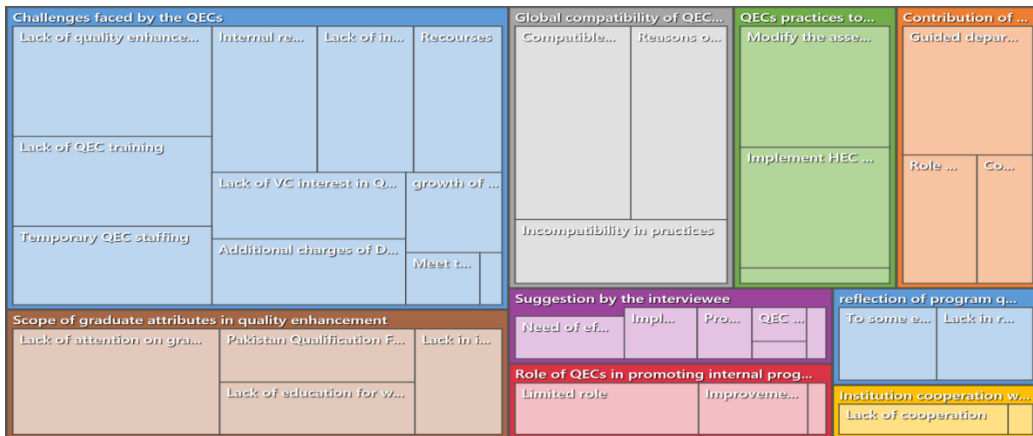 Challenges faced by the QECs
Lack of quality enhance...
Internal re...
Lack of in...
Recourses
Lack of QEC training
Lack of VC interest in Q...
growth of ...
Temporary QEC staffing
Additional charges of D...
Meet t...
Scope of graduate attributes in quality enhancement
Lack of attention on gra...
Pakistan Qualification F...
Lack in i...
Lack of education for w...
Global compatibility of QEC...
Compatible...
Reasons o...
Incompatibility in practices
QECs practices to...
Modify the asse...
Implement HEC ...
Contribution of ...
Guided depar...
Role ...
Co...
Suggestion by the interviewee
Need of ef...
Impl...
Pro...
QEC ...
Role of QECs in promoting internal prog...
Limited role
Improveme...
reflection of program q...
To some e...
Lack in r...
Institution cooperation w...
Lack of cooperation